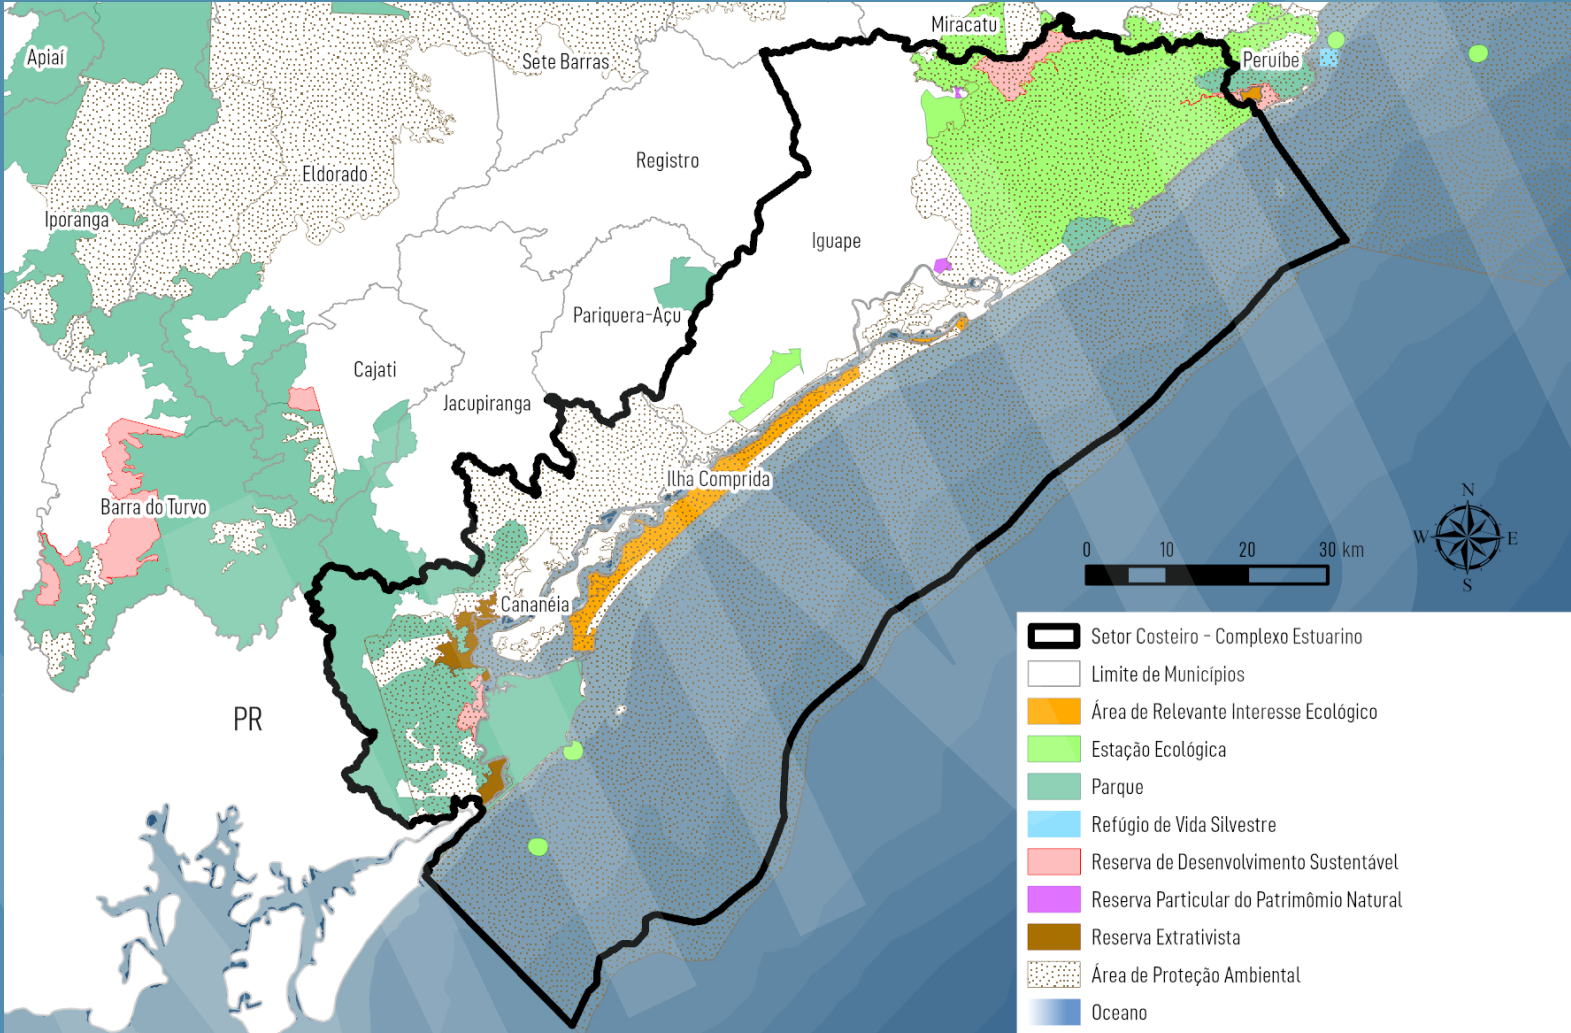 Miracatu
Apiaí
Sete Barras
Peruíbe
Registro
Eldorado
Iporanga
Iguape
Pariquera-Açu
Cajati
Jacupiranga
Ilha Comprida
Barra do Turvo
Cananéia
PR
N
W E
S
0 10 20 30 km
Setor Costeiro - Complexo Estuarino
Limite de Municípios
Área de Relevante Interesse Ecológico
Estação Ecológica
Parque
Refúgio de Vida Silvestre
Reserva de Desenvolvimento Sustentável
Reserva Particular do Patrimômio Natural
Reserva Extrativista
Área de Proteção Ambiental
Oceano